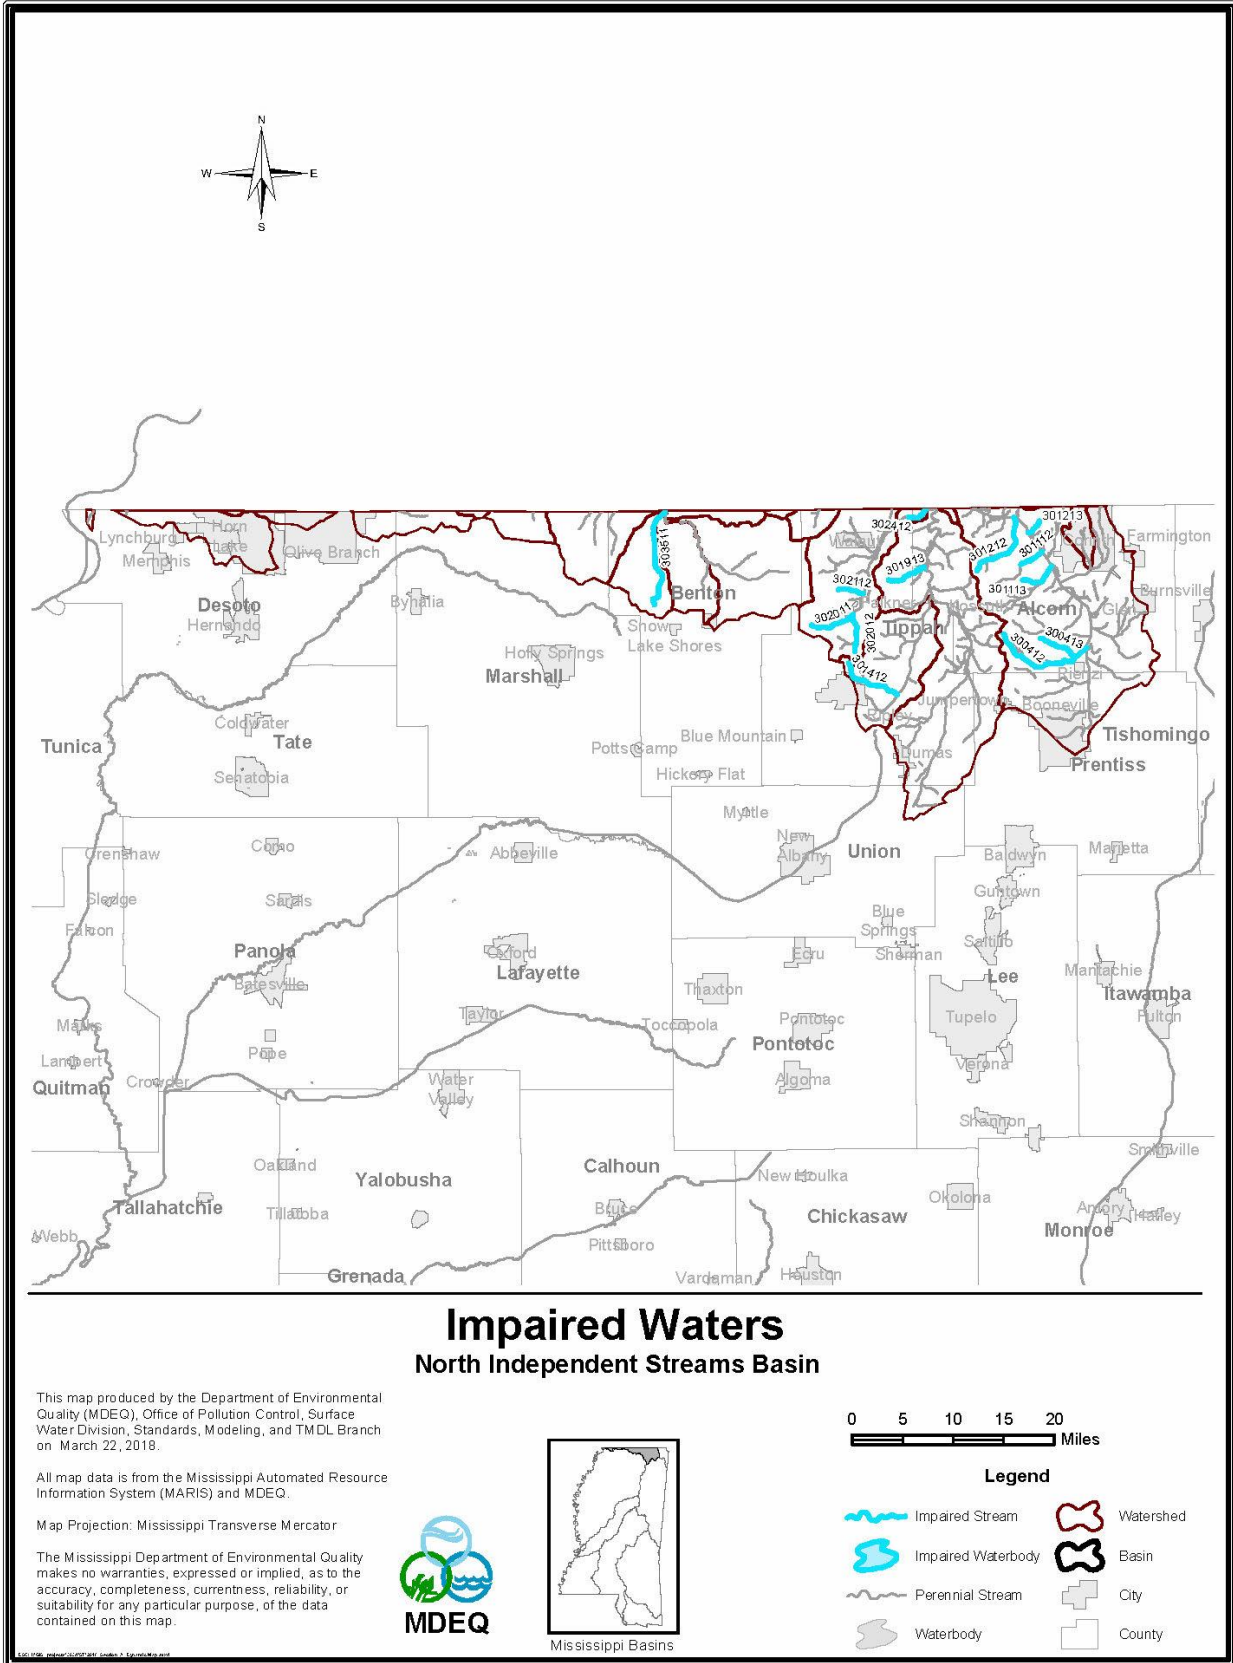 N
W
E
S
Lynchburg
Horn
Lake
Memphis
Olive Branch
Desoto
Hernando
Byhalia
303511
Benton
Snow
Lake Shores
Holly Springs
Marshall
302412
301913
302112
Falkner
302011
302012
Tippah
301412
Ripley
Jumpertown
Dumas
301213
301212
301112
301113
Farmington
Burnsville
Kossuth
Alcorn
Glen
300413
300412
Rienzi
Booneville
Tishomingo
Prentiss
Tunica
Coldwater
Tate
Senatobia
Potts Camp
Blue Mountain
Hickory Flat
Myrtle
New
Albany
Union
Baldwyn
Marietta
Guntown
Crenshaw
Como
Abbeville
Sledge
Sardis
Falcon
Blue
Springs
Saltillo
Sherman
Panola
Batesville
Oxford
Lafayette
Ecru
Thaxton
Lee
Mantachie
Itawamba
Fulton
Tupelo
Marks
Taylor
Toccopola
Pontotoc
Pontotoc
Lambert
Pope
Verona
Quitman
Crowder
Water
Valley
Algoma
Shannon
Smithville
Oakland
Yalobusha
Calhoun
New Houlka
Okolona
Tallahatchie
Tillatoba
Bruce
Chickasaw
Amory
Hatley
Monroe
Webb
Pittsboro
Grenada
Vardaman
Houston
Impaired Waters
North Independent Streams Basin
This map produced by the Department of Environmental
Quality (MDEQ), Office of Pollution Control, Surface
Water Division, Standards, Modeling, and TMDL Branch
on March 22, 2018.
All map data is from the Mississippi Automated Resource
Information System (MARIS) and MDEQ.
Map Projection: Mississippi Transverse Mercator
The Mississippi Department of Environmental Quality
makes no warranties, expressed or implied, as to the
accuracy, completeness, currentness, reliability, or
suitability for any particular purpose, of the data
contained on this map.
MDEQ
Mississippi Basins
0 5 10 15 20
Miles
Legend
Impaired Stream
Watershed
Impaired Waterbody
Basin
Perennial Stream
City
Waterbody
County